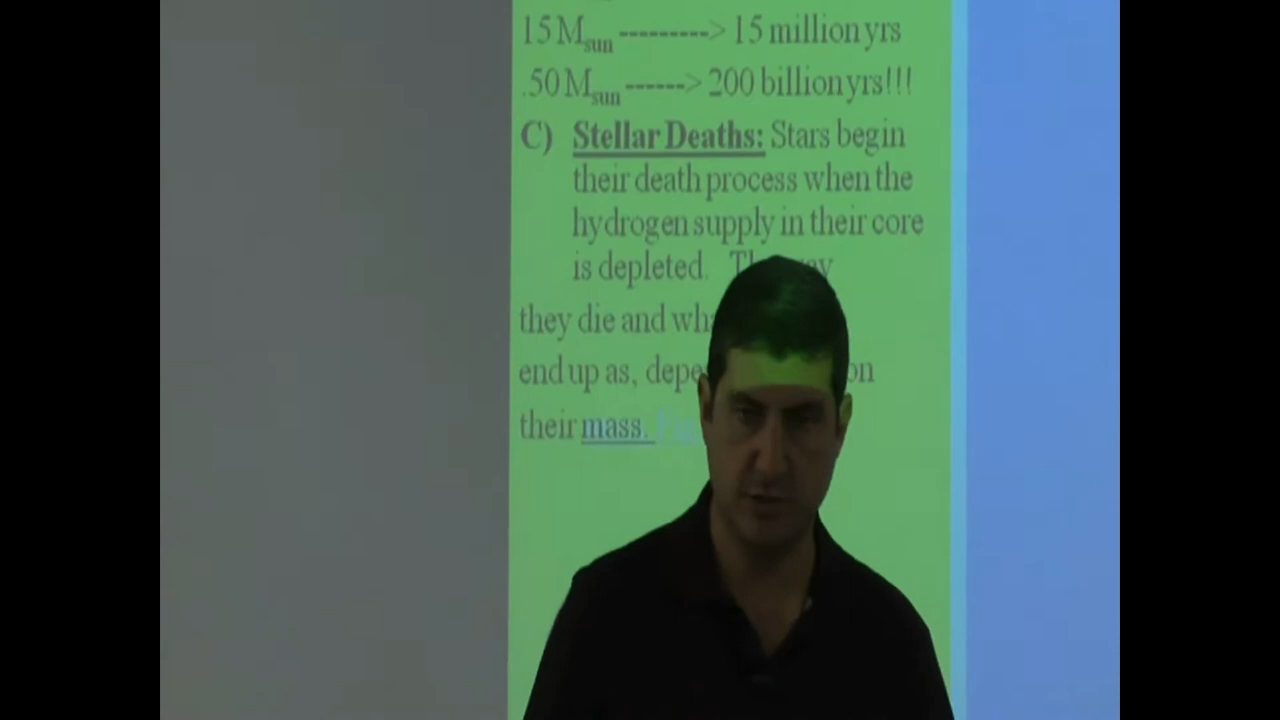 15 Msun ---------> 15 million yrs
.50 Msun ------> 200 billion yrs!!!
C) Stellar Deaths: Stars begin
their death process when the
hydrogen supply in their core
is depleted.
they die and
end up as, on
their mass.